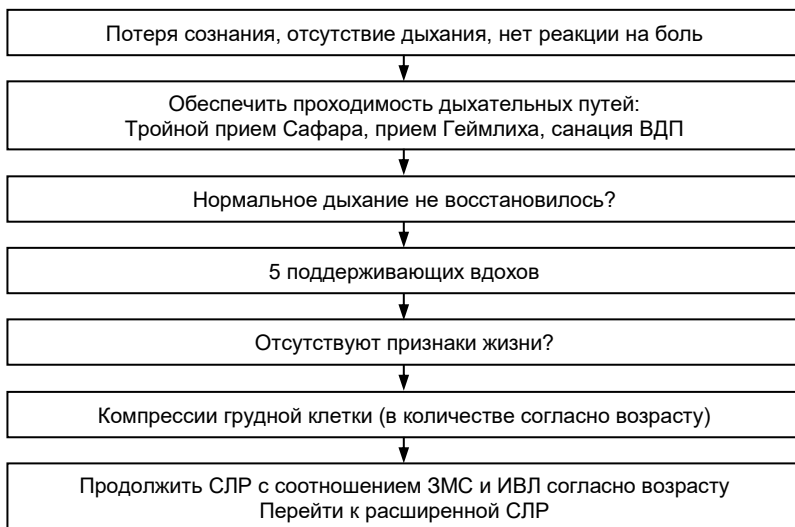 Потеря сознания, отсутствие дыхания, нет реакции на боль
Обеспечить проходимость дыхательных путей:
Тройной прием Сафара, прием Геймлиха, санация ВДП
Нормальное дыхание не восстановилось?
5 поддерживающих вдохов
Отсутствуют признаки жизни?
Компрессии грудной клетки (в количестве согласно возрасту)
Продолжить СЛР с соотношением ЗМС и ИВЛ согласно возрасту
Перейти к расширенной СЛР